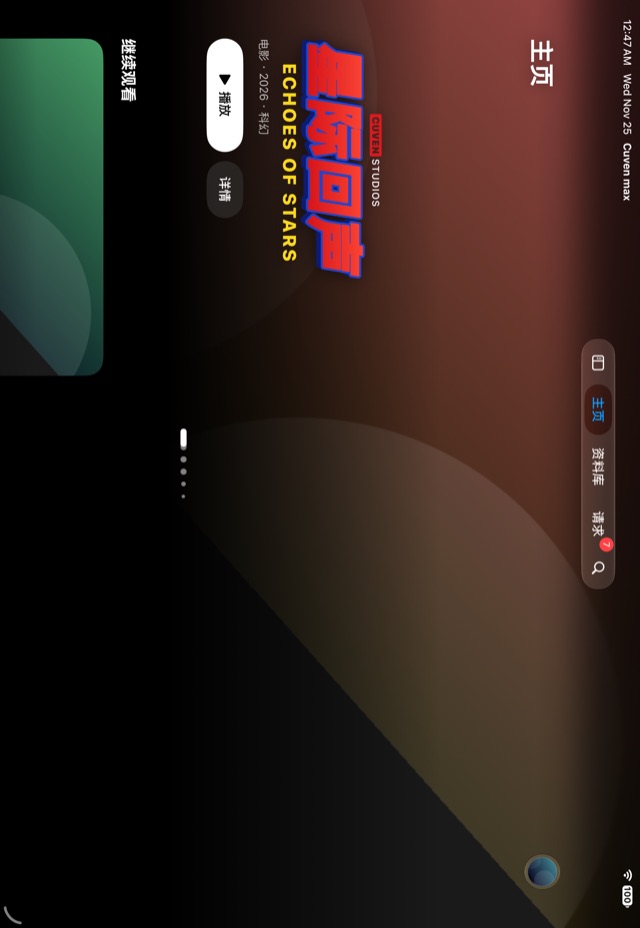 12:47 AM Wed Nov 25 Cuven max
100
主页 资料库 请求 7
主页
CUVEN STUDIOS
星际回声
ECHOES OF STARS
电影 · 2026 · 科幻
播放 详情
继续观看